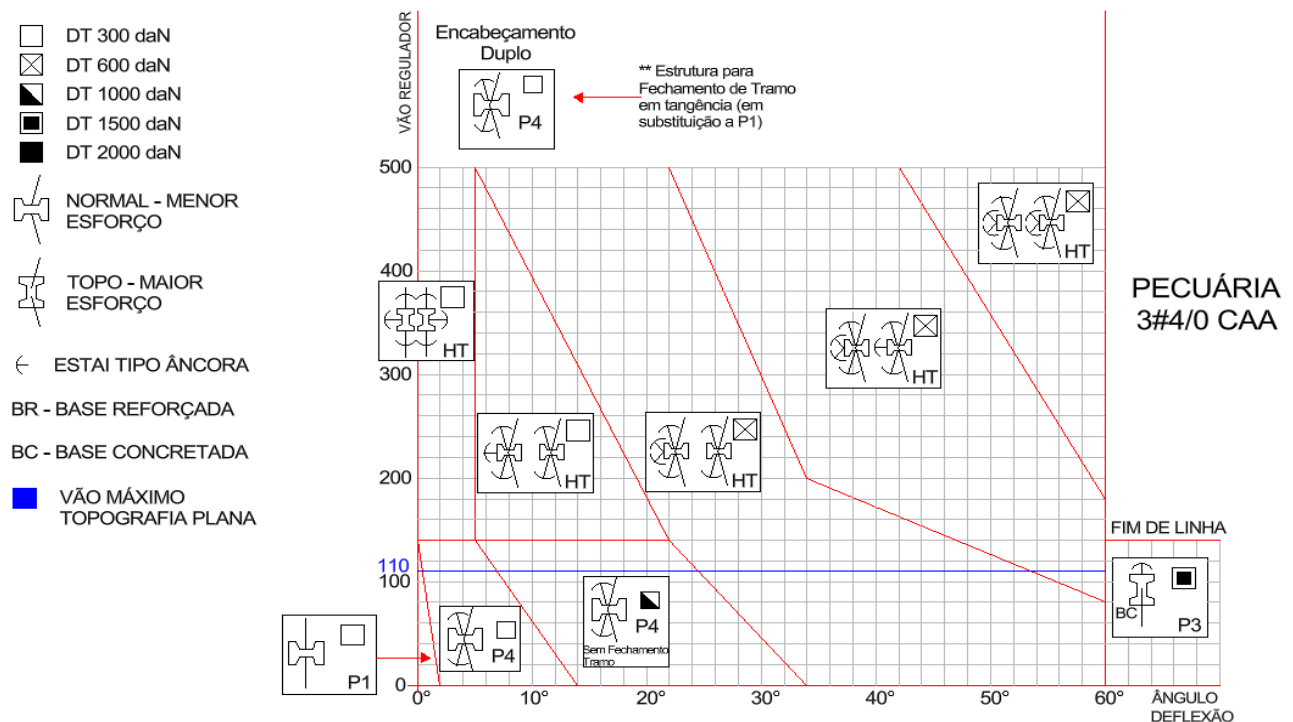 DT 300 daN
DT 600 daN
DT 1000 daN
DT 1500 daN
DT 2000 daN
NORMAL - MENOR
ESFORÇO
TOPO - MAIOR
ESFORÇO
ESTAI TIPO ÂNCORA
BR - BASE REFORÇADA
BC - BASE CONCRETADA
VÃO MÁXIMO
TOPOGRAFIA PLANA
VÃO REGULADOR
Encabeçamento
Duplo
P4
** Estrutura para
Fechamento de Tramo
em tangência (em
substituição a P1)
500
400
300
200
110
100
0
HT
HT
HT
HT
HT
P1
P4
P4
Sem Fechamento
Tramo
PECUÁRIA
3#4/0 CAA
FIM DE LINHA
BC
P3
0°
10°
20°
30°
40°
50°
60°
ÂNGULO
DEFLEXÃO